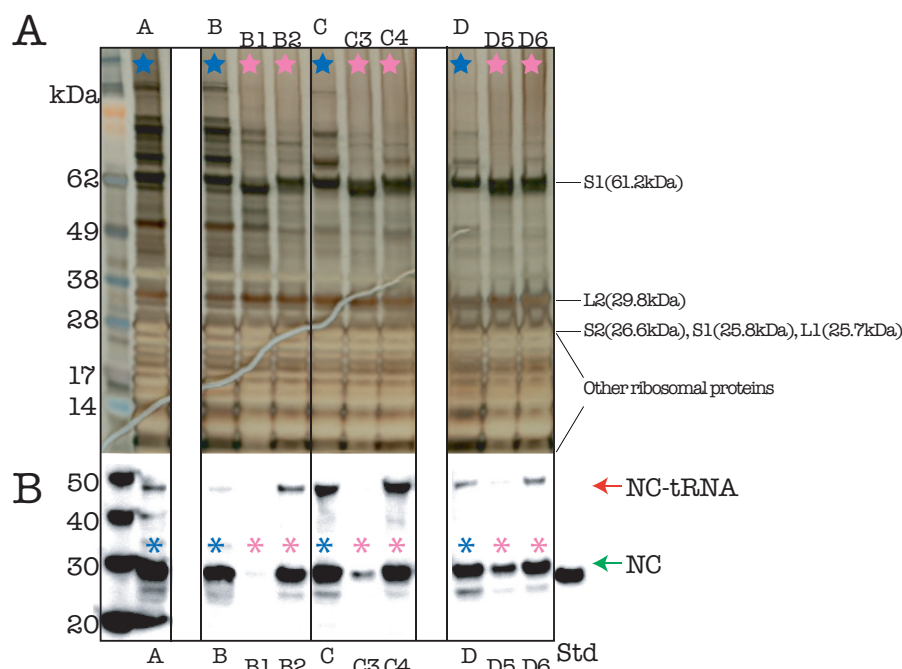 A
A B B1 B2 C C3 C4 D D5 D6
kDa
62
S1(61.2kDa)
49
38
L2(29.8kDa)
28
S2(26.6kDa), S1(25.8kDa), L1(25.7kDa)
17
Other ribosomal proteins
14
B
50
NC-tRNA
40
* * * * * * * * * *
30
NC
20
Std
A B B1 B2 C C3 C4 D D5 D6